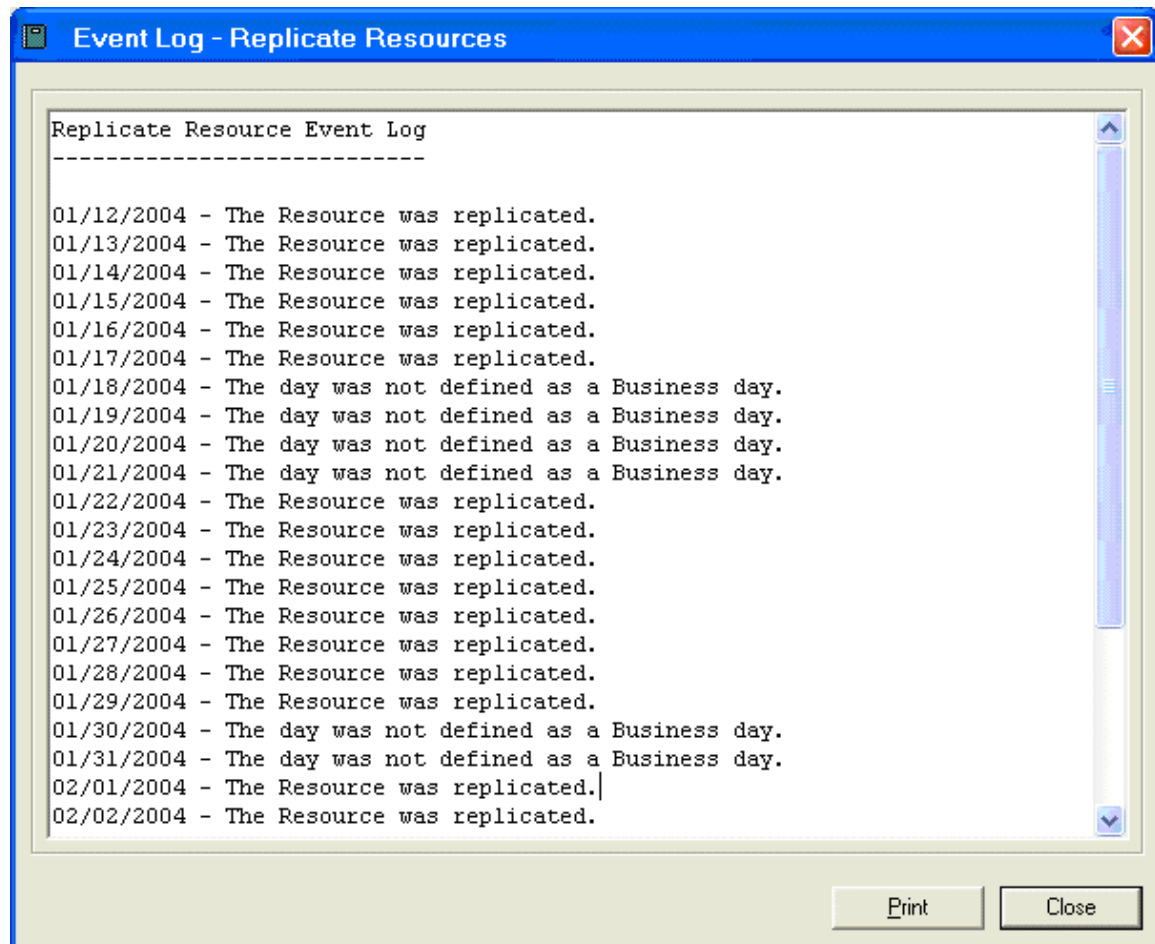 Event Log - Replicate Resources
Replicate Resource Event Log
----------------------------
01/12/2004 - The Resource was replicated.
01/13/2004 - The Resource was replicated.
01/14/2004 - The Resource was replicated.
01/15/2004 - The Resource was replicated.
01/16/2004 - The Resource was replicated.
01/17/2004 - The Resource was replicated.
01/18/2004 - The day was not defined as a Business day.
01/19/2004 - The day was not defined as a Business day.
01/20/2004 - The day was not defined as a Business day.
01/21/2004 - The day was not defined as a Business day.
01/22/2004 - The Resource was replicated.
01/23/2004 - The Resource was replicated.
01/24/2004 - The Resource was replicated.
01/25/2004 - The Resource was replicated.
01/26/2004 - The Resource was replicated.
01/27/2004 - The Resource was replicated.
01/28/2004 - The Resource was replicated.
01/29/2004 - The Resource was replicated.
01/30/2004 - The day was not defined as a Business day.
01/31/2004 - The day was not defined as a Business day.
02/01/2004 - The Resource was replicated.
02/02/2004 - The Resource was replicated.
Print Close